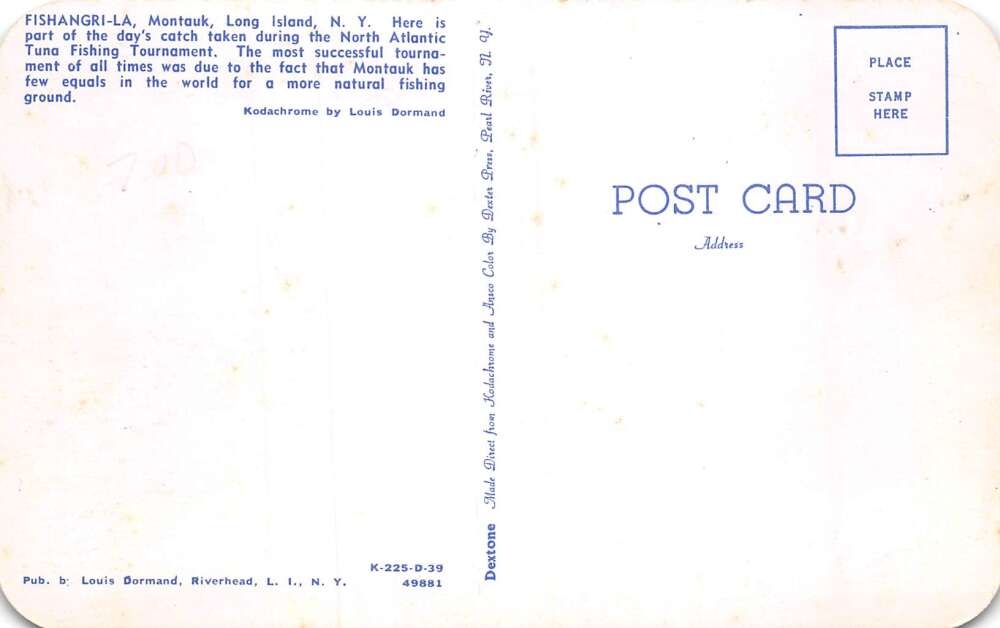 FISHANGRI-LA, Montauk, Long Island, N. Y. Here is
part of the day's catch taken during the North Atlantic
Tuna Fishing Tournament. The most successful tourna-
ment of all times was due to the fact that Montauk has
few equals in the world for a more natural fishing
ground.
Kodachrome by Louis Dormand
K-225-D-39
Pub. by Louis Dormand, Riverhead, L. I., N. Y. 49881
Dextone Made Direct from Kodachrome and Ansco Color By Dexter Press, Pearl River, N. Y.
PLACE
STAMP
HERE
POST CARD
Address